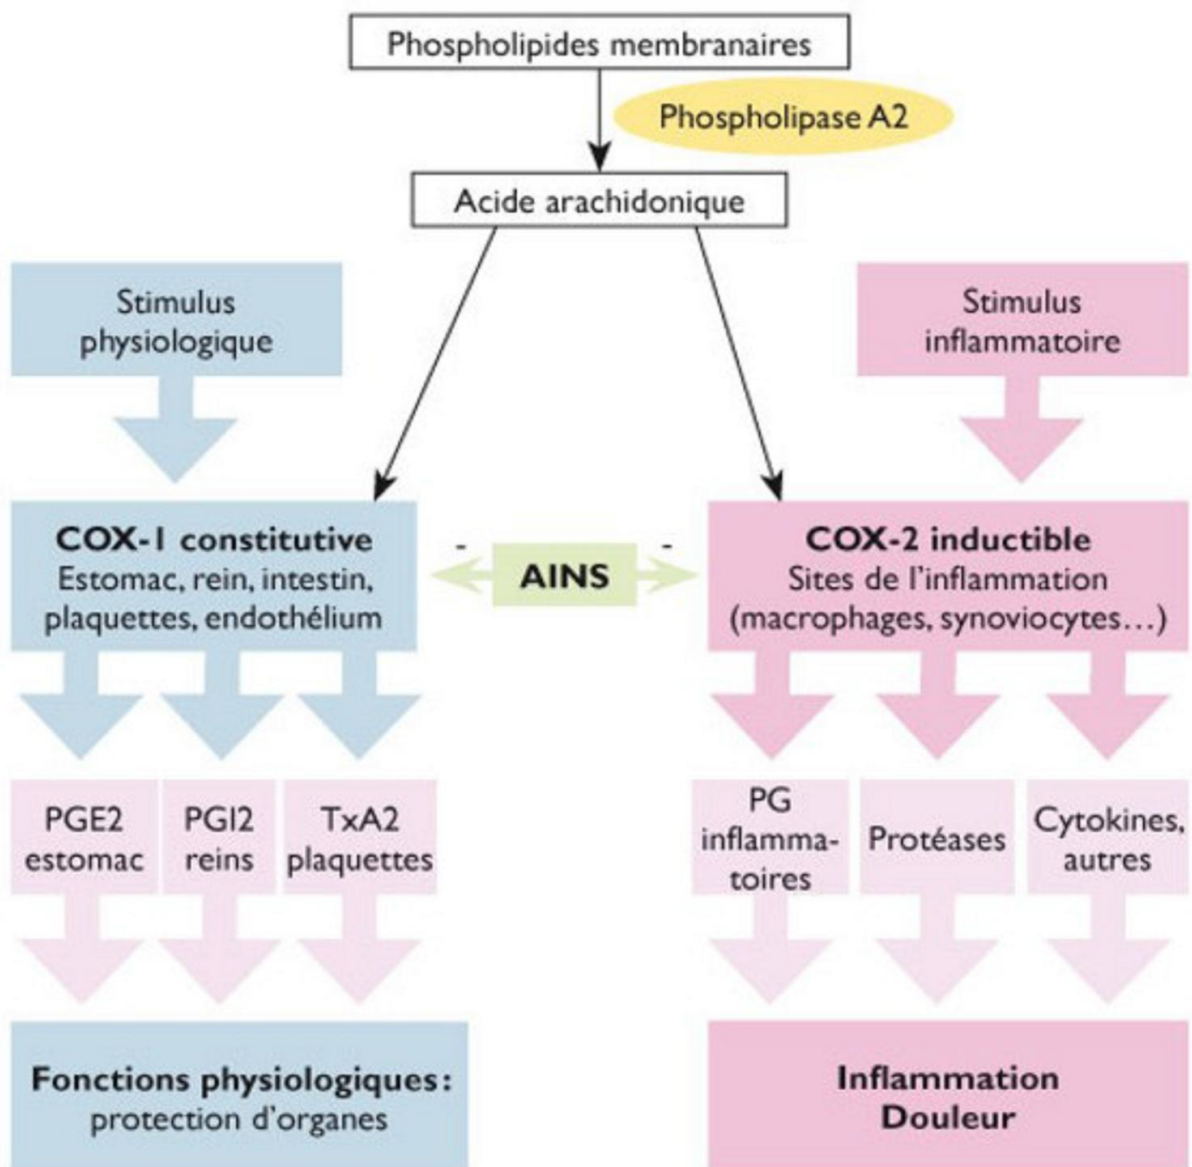 Phospholipides membranaires
Phospholipase A2
Acide arachidonique
Stimulus
physiologique
Stimulus
inflammatoire
COX-1 constitutive
Estomac, rein, intestin,
plaquettes, endothélium
-
AINS
-
COX-2 inductible
Sites de l'inflammation
(macrophages, synoviocytes...)
PGE2
estomac
PGI2
reins
TxA2
plaquettes
PG
inflamma-
toires
Protéases
Cytokines,
autres
Fonctions physiologiques:
protection d'organes
Inflammation
Douleur